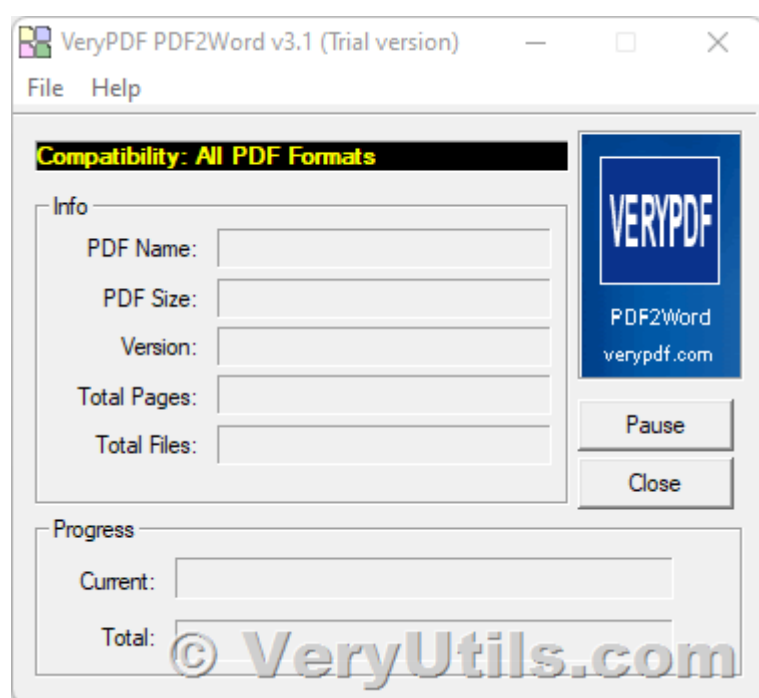 VeryPDF PDF2Word v3.1 (Trial version)
File Help
Compatibility: All PDF Formats
Info
PDF Name:
PDF Size:
Version:
Total Pages:
Total Files:
VERYPDF
PDF2Word
verypdf.com
Pause
Close
Progress
Current:
Total:
© VeryUtils.com